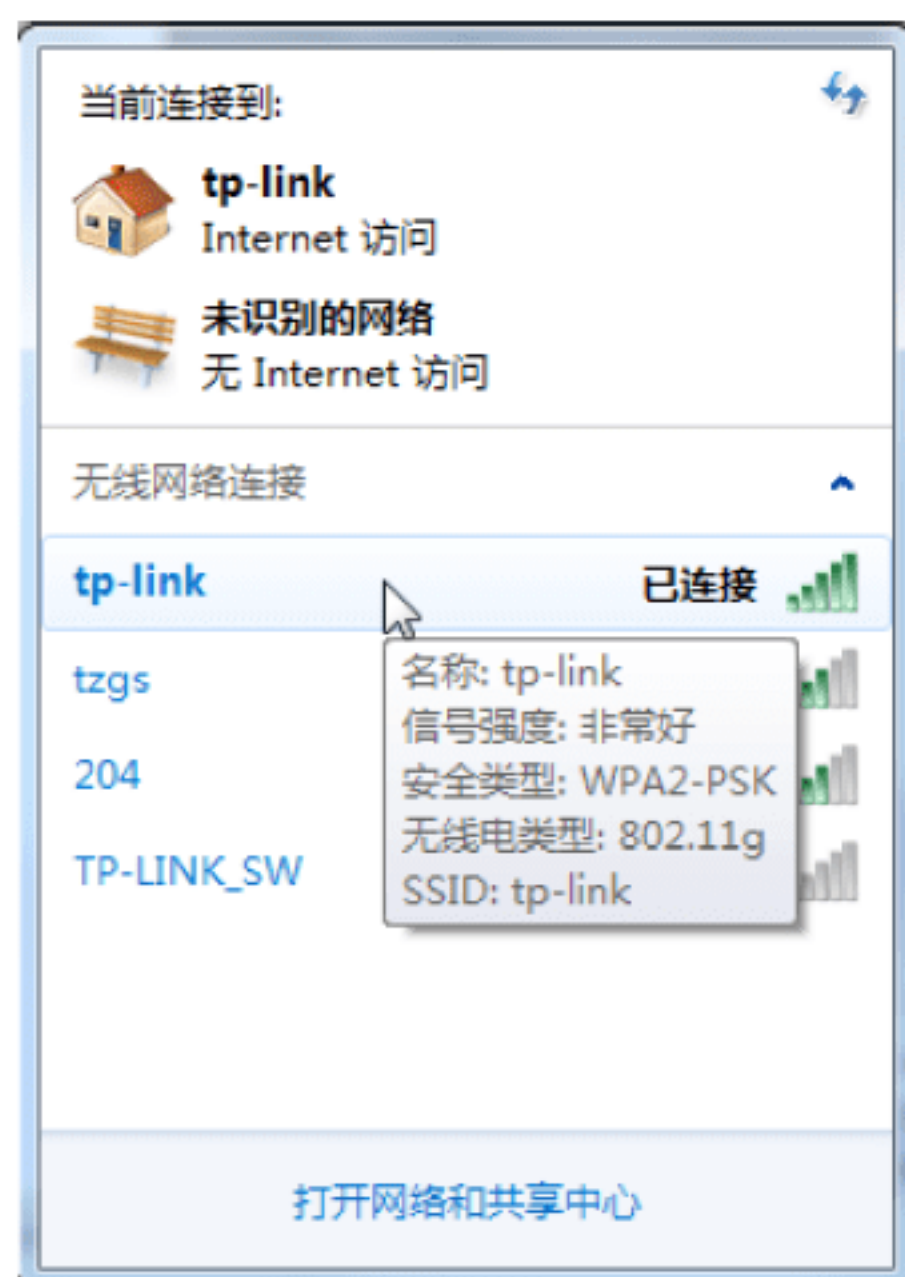 当前连接到:
tp-link
Internet 访问
未识别的网络
无 Internet 访问
无线网络连接
tp-link 已连接
tzgs
204
TP-LINK_SW
名称: tp-link
信号强度: 非常好
安全类型: WPA2-PSK
无线电类型: 802.11g
SSID: tp-link
打开网络和共享中心